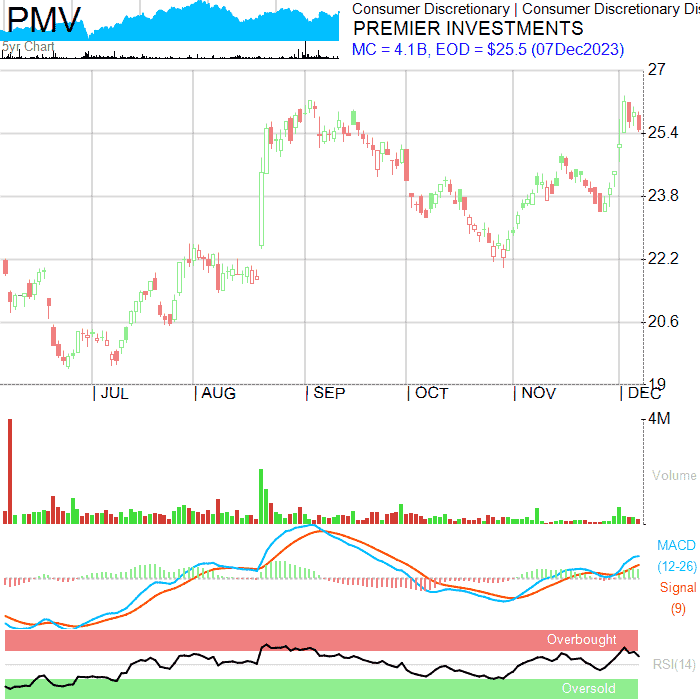 PMV
5yr Chart
Consumer Discretionary | Consumer Discretionary Dis
PREMIER INVESTMENTS
MC = 4.1B, EOD = $25.5 (07Dec2023)
27
25.4
23.8
22.2
20.6
19
| JUL | AUG | SEP | OCT | NOV | DEC
4M
Volume
MACD
(12-26)
Signal
(9)
Overbought
RSI(14)
Oversold